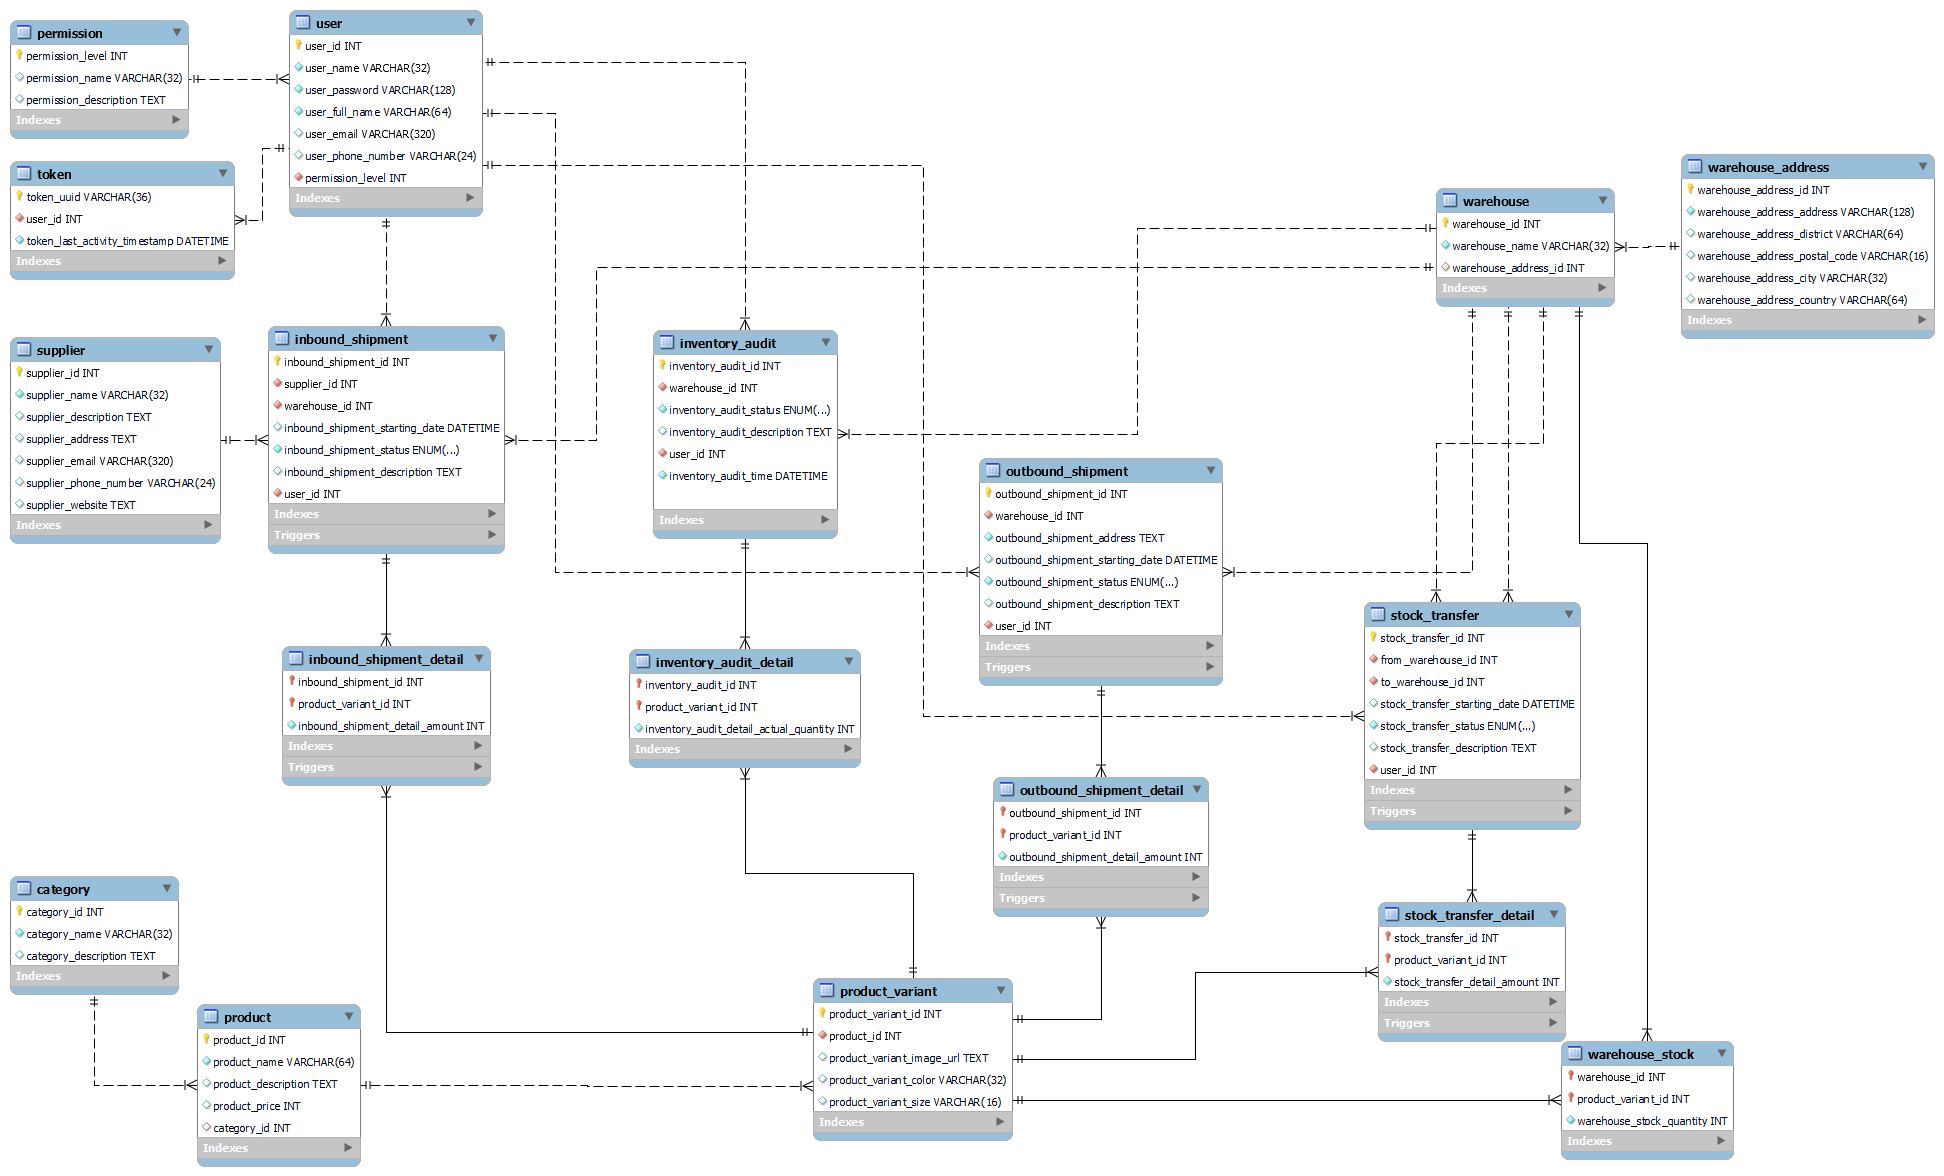 permission
permission_level INT
permission_name VARCHAR(32)
permission_description TEXT
Indexes
user
user_id INT
user_name VARCHAR(32)
user_password VARCHAR(128)
user_full_name VARCHAR(64)
user_email VARCHAR(320)
user_phone_number VARCHAR(24)
permission_level INT
Indexes
token
token_uuid VARCHAR(36)
user_id INT
token_last_activity_timestamp DATETIME
Indexes
warehouse
warehouse_id INT
warehouse_name VARCHAR(32)
warehouse_address_id INT
Indexes
warehouse_address
warehouse_address_id INT
warehouse_address_address VARCHAR(128)
warehouse_address_district VARCHAR(64)
warehouse_address_postal_code VARCHAR(16)
warehouse_address_city VARCHAR(32)
warehouse_address_country VARCHAR(64)
Indexes
supplier
supplier_id INT
supplier_name VARCHAR(32)
supplier_description TEXT
supplier_address TEXT
supplier_email VARCHAR(320)
supplier_phone_number VARCHAR(24)
supplier_website TEXT
Indexes
inbound_shipment
inbound_shipment_id INT
supplier_id INT
warehouse_id INT
inbound_shipment_starting_date DATETIME
inbound_shipment_status ENUM(...)
inbound_shipment_description TEXT
user_id INT
Indexes
Triggers
inventory_audit
inventory_audit_id INT
warehouse_id INT
inventory_audit_status ENUM(...)
inventory_audit_description TEXT
user_id INT
inventory_audit_time DATETIME
Indexes
outbound_shipment
outbound_shipment_id INT
warehouse_id INT
outbound_shipment_address TEXT
outbound_shipment_starting_date DATETIME
outbound_shipment_status ENUM(...)
outbound_shipment_description TEXT
user_id INT
Indexes
Triggers
stock_transfer
stock_transfer_id INT
from_warehouse_id INT
to_warehouse_id INT
stock_transfer_starting_date DATETIME
stock_transfer_status ENUM(...)
stock_transfer_description TEXT
user_id INT
Indexes
Triggers
inbound_shipment_detail
inbound_shipment_id INT
product_variant_id INT
inbound_shipment_detail_amount INT
Indexes
Triggers
inventory_audit_detail
inventory_audit_id INT
product_variant_id INT
inventory_audit_detail_actual_quantity INT
Indexes
outbound_shipment_detail
outbound_shipment_id INT
product_variant_id INT
outbound_shipment_detail_amount INT
Indexes
Triggers
stock_transfer_detail
stock_transfer_id INT
product_variant_id INT
stock_transfer_detail_amount INT
Indexes
Triggers
category
category_id INT
category_name VARCHAR(32)
category_description TEXT
Indexes
product
product_id INT
product_name VARCHAR(64)
product_description TEXT
product_price INT
category_id INT
Indexes
product_variant
product_variant_id INT
product_id INT
product_variant_image_url TEXT
product_variant_color VARCHAR(32)
product_variant_size VARCHAR(16)
Indexes
warehouse_stock
warehouse_id INT
product_variant_id INT
warehouse_stock_quantity INT
Indexes